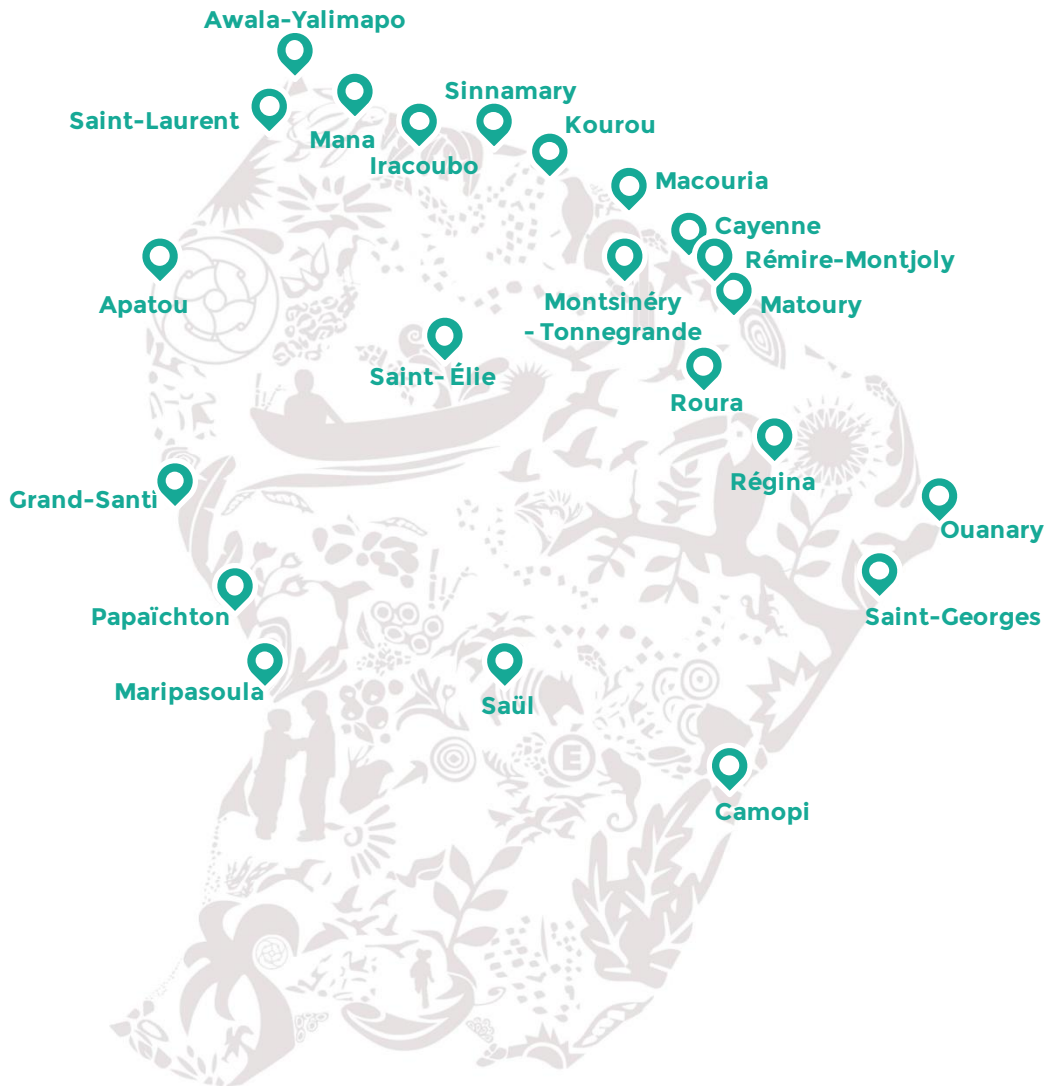 Awala-Yalimapo
Saint-Laurent
Mana
Iracoubo
Sinnamary
Kourou
Macouria
Cayenne
Rémire-Montjoly
Matoury
Montsinéry
- Tonnegrande
Apatou
Saint-Élie
Roura
Régina
Grand-Santi
Ouanary
Papaïchton
Saint-Georges
Maripasoula
Saül
É
Camopi